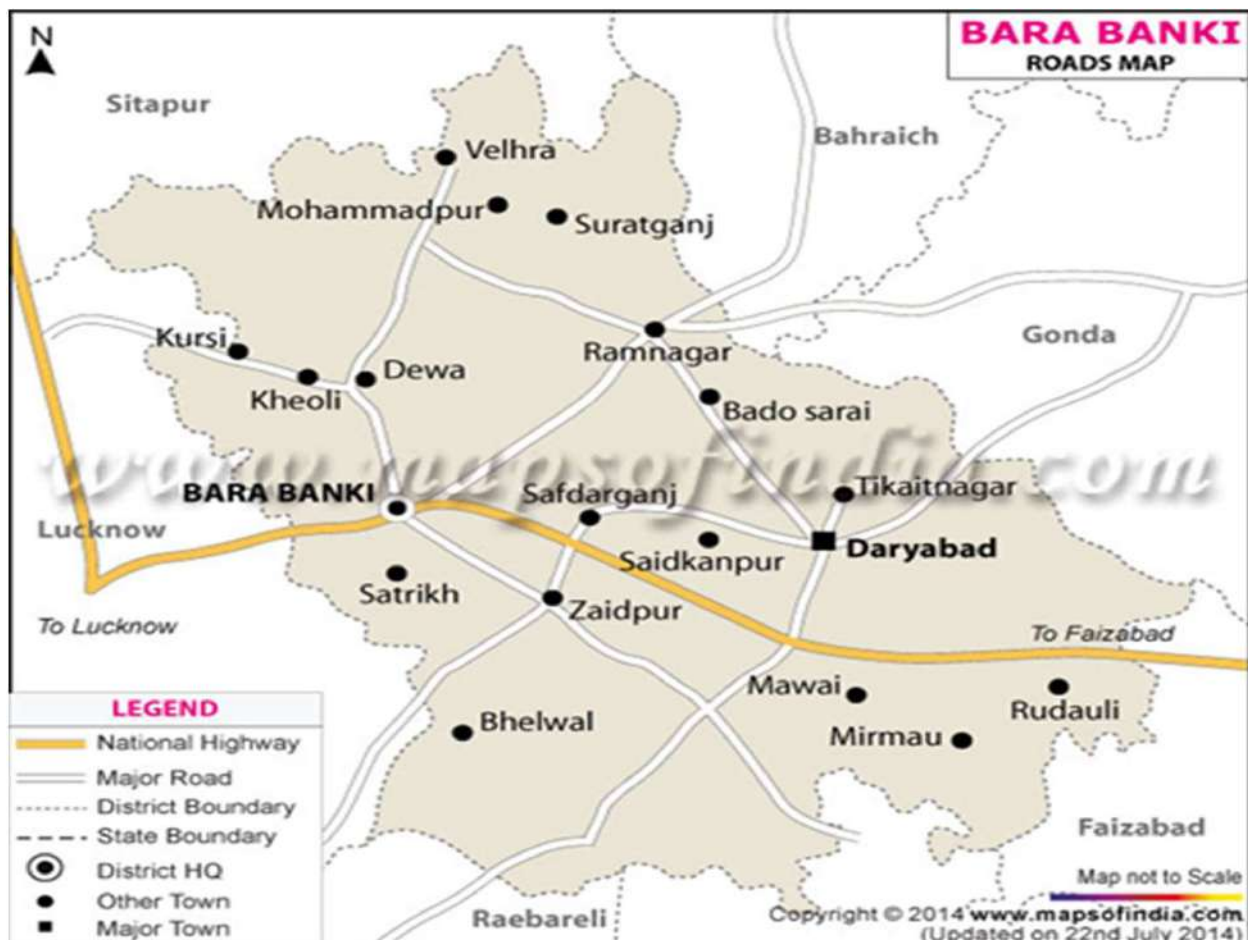 BARA BANKI
ROADS MAP
N
Sitapur
Bahraich
Velhra
Mohammadpur
Suratganj
Gonda
Kursi
Ramnagar
Dewa
Kheoli
Bado sarai
www.mapsofindia.com
BARA BANKI
Safdarganj
Tikaitnagar
Lucknow
Saidkanpur
Daryabad
Satrikh
Zaidpur
To Lucknow
To Faizabad
Mawai
Rudauli
Bhelwal
Mirmau
LEGEND
National Highway
Major Road
District Boundary
State Boundary
District HQ
Other Town
Major Town
Faizabad
Raebareli
Map not to Scale
Copyright © 2014 www.mapsofindia.com
(Updated on 22nd July 2014)